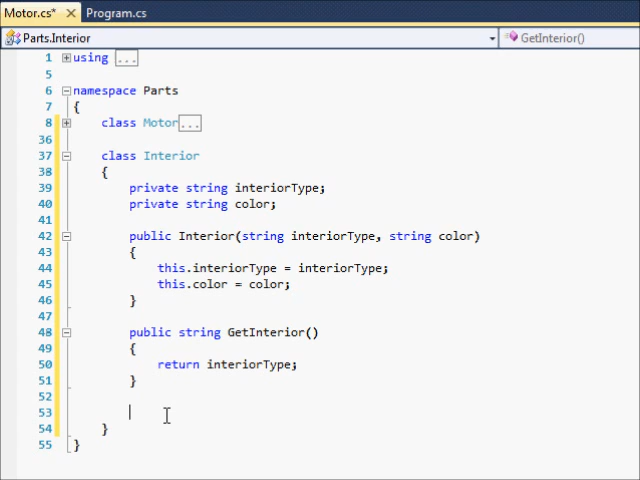 Motor.cs* Program.cs
Parts.Interior GetInterior()
1 using ...
5
6 namespace Parts
7 {
8 class Motor...
36
37 class Interior
38 {
39 private string interiorType;
40 private string color;
41
42 public Interior(string interiorType, string color)
43 {
44 this.interiorType = interiorType;
45 this.color = color;
46 }
47
48 public string GetInterior()
49 {
50 return interiorType;
51 }
52
53
54 }
55 }